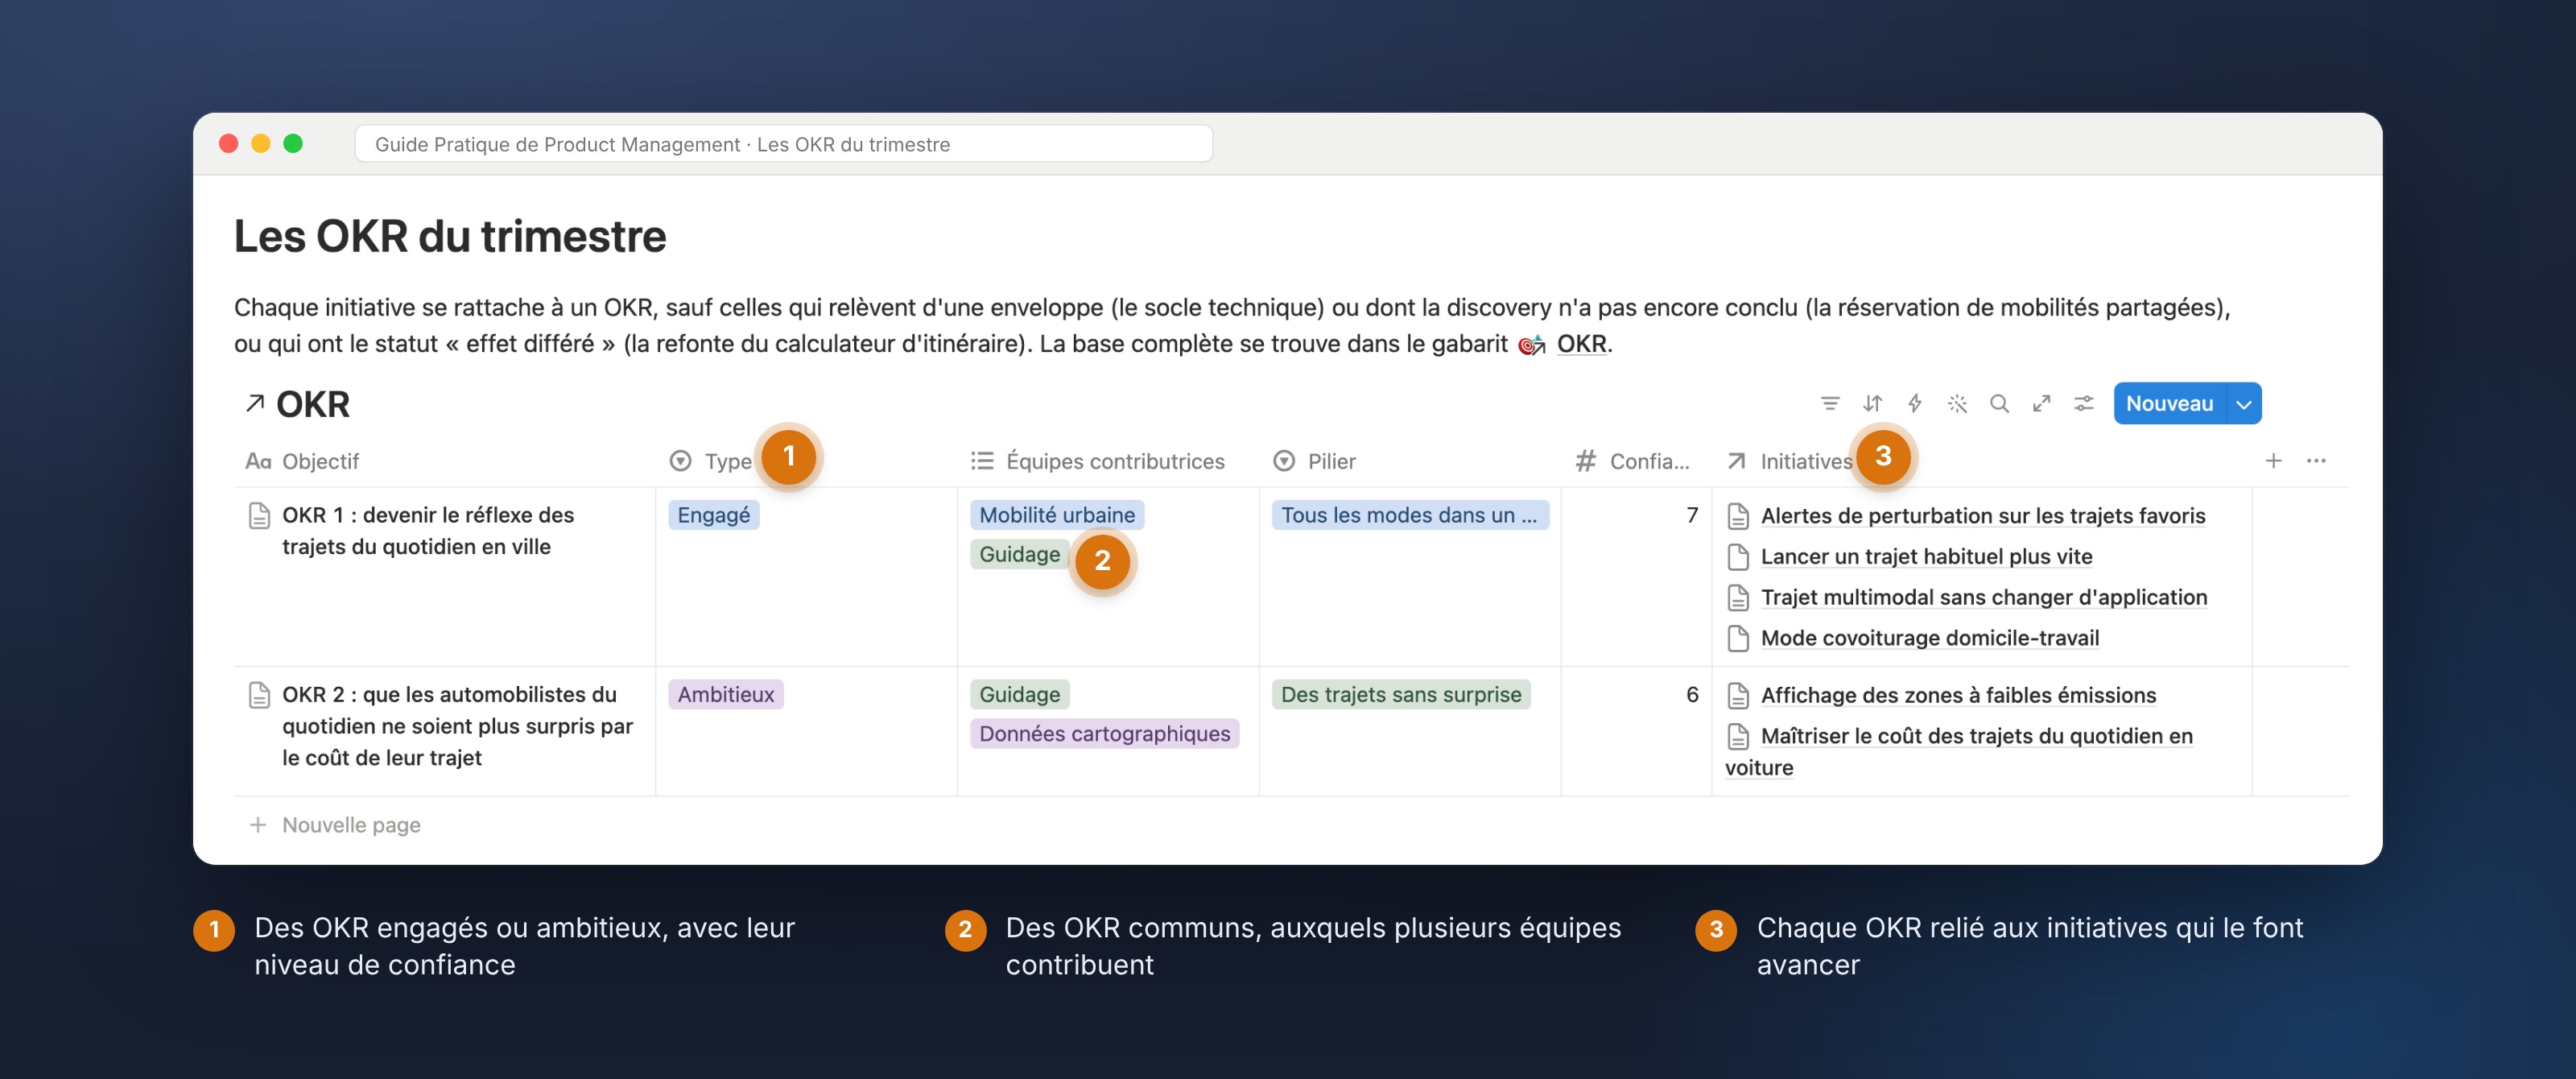 Guide Pratique de Product Management · Les OKR du trimestre
Les OKR du trimestre
Chaque initiative se rattache à un OKR, sauf celles qui relèvent d'une enveloppe (le socle technique) ou dont la discovery n'a pas encore conclu (la réservation de mobilités partagées),
ou qui ont le statut « effet différé » (la refonte du calculateur d'itinéraire). La base complète se trouve dans le gabarit OKR.
OKR
Nouveau
Aa Objectif
Type
1
Équipes contributrices
Pilier
# Confia...
Initiatives
3
OKR 1 : devenir le réflexe des
trajets du quotidien en ville
Engagé
Mobilité urbaine
Guidage
2
Tous les modes dans un ...
7
Alertes de perturbation sur les trajets favoris
Lancer un trajet habituel plus vite
Trajet multimodal sans changer d'application
Mode covoiturage domicile-travail
OKR 2 : que les automobilistes du
quotidien ne soient plus surpris par
le coût de leur trajet
Ambitieux
Guidage
Données cartographiques
Des trajets sans surprise
6
Affichage des zones à faibles émissions
Maîtriser le coût des trajets du quotidien en
voiture
+ Nouvelle page
1 Des OKR engagés ou ambitieux, avec leur
niveau de confiance
2 Des OKR communs, auxquels plusieurs équipes
contribuent
3 Chaque OKR relié aux initiatives qui le font
avancer